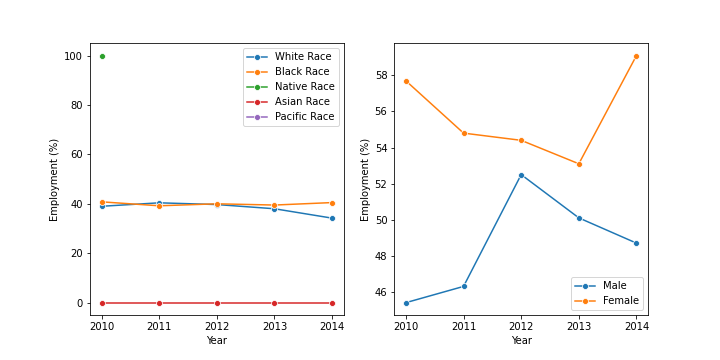 100
80
60
40
20
0
Employment (%)
2010 2011 2012 2013 2014
Year
White Race
Black Race
Native Race
Asian Race
Pacific Race
58
56
54
52
50
48
46
Employment (%)
2010 2011 2012 2013 2014
Year
Male
Female